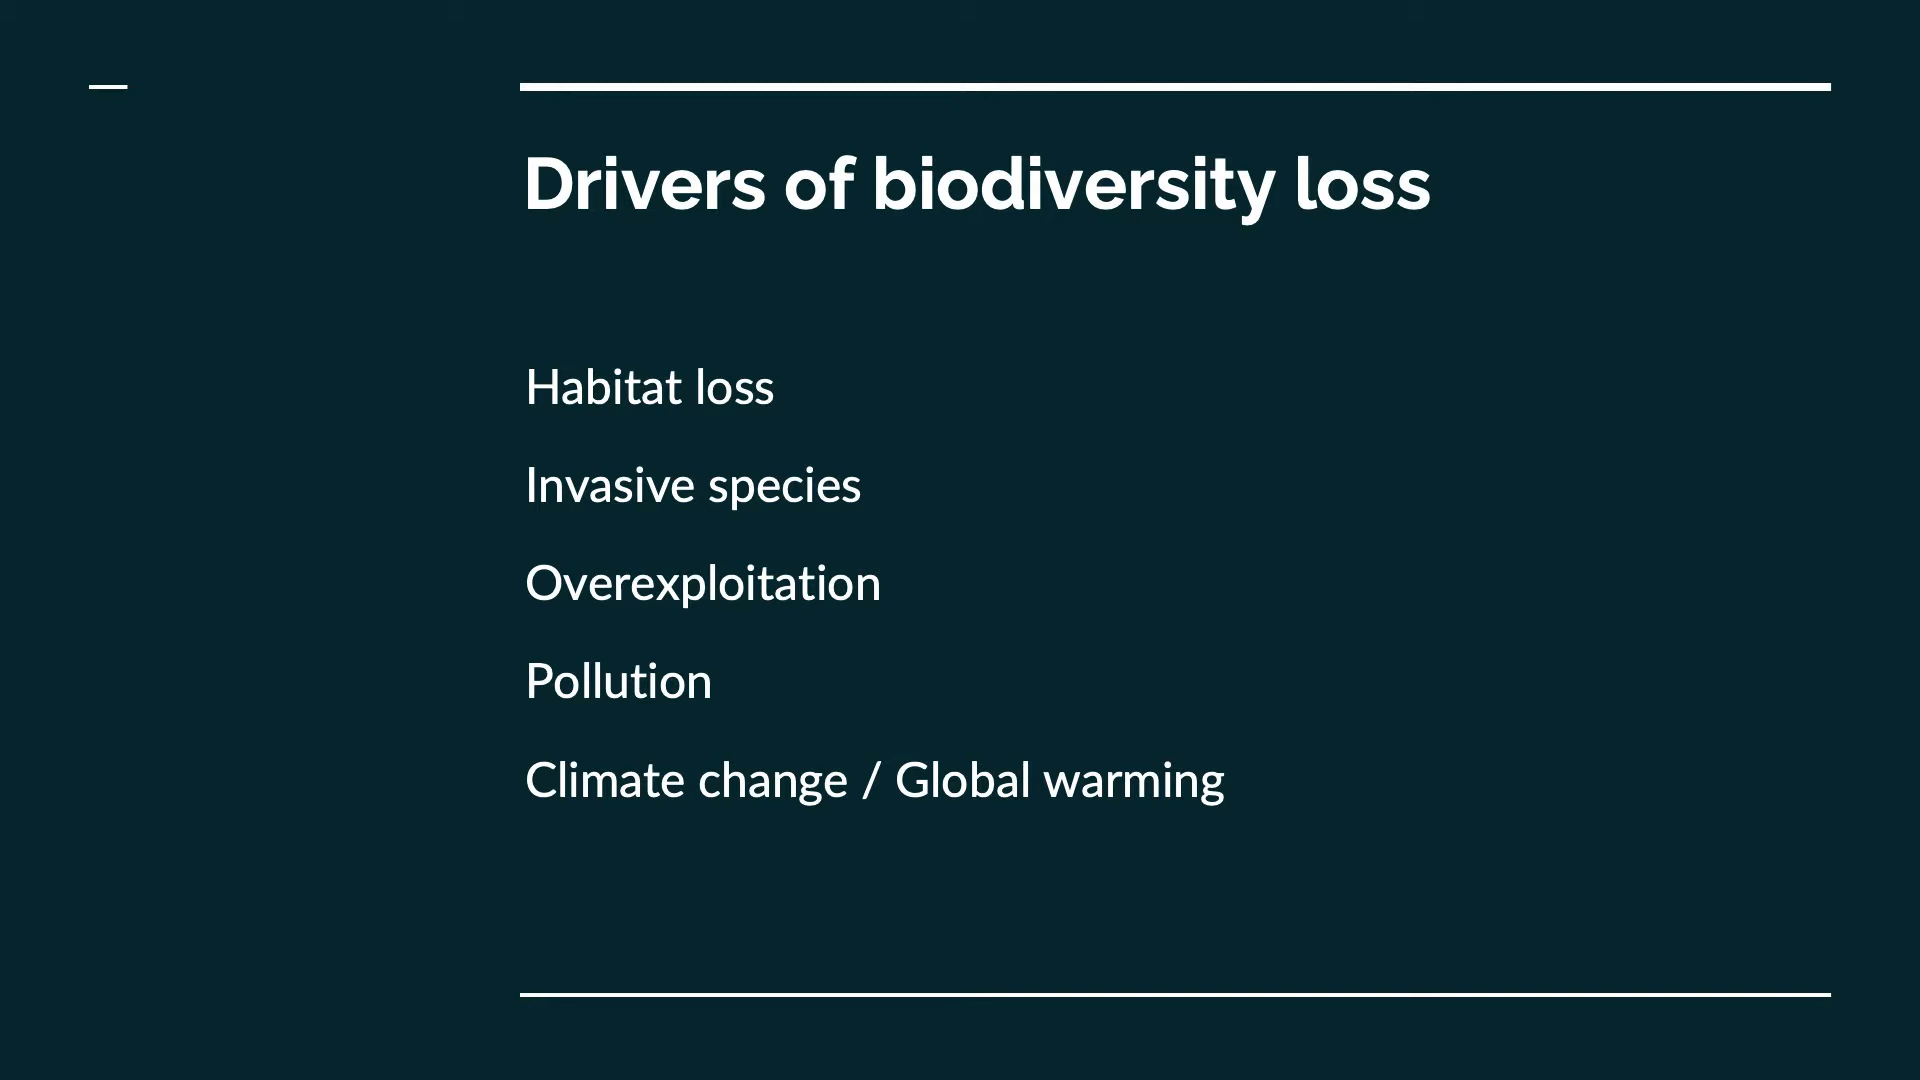 Drivers of biodiversity loss
Habitat loss
Invasive species
Overexploitation
Pollution
Climate change / Global warming